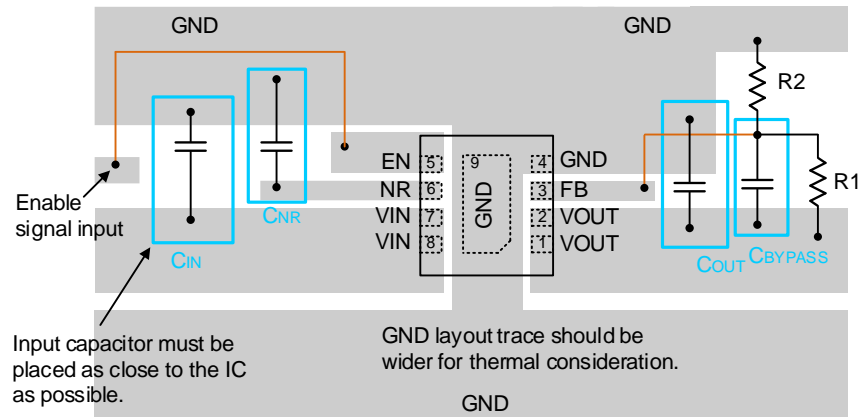 GND
GND
R2
R1
EN
5
9
4
GND
NR
6
GND
3
FB
VIN
7
2
VOUT
VIN
8
1
VOUT
Enable
signal input
CNR
CIN
COUT
CBYPASS
Input capacitor must be
placed as close to the IC
as possible.
GND layout trace should be
wider for thermal consideration.
GND